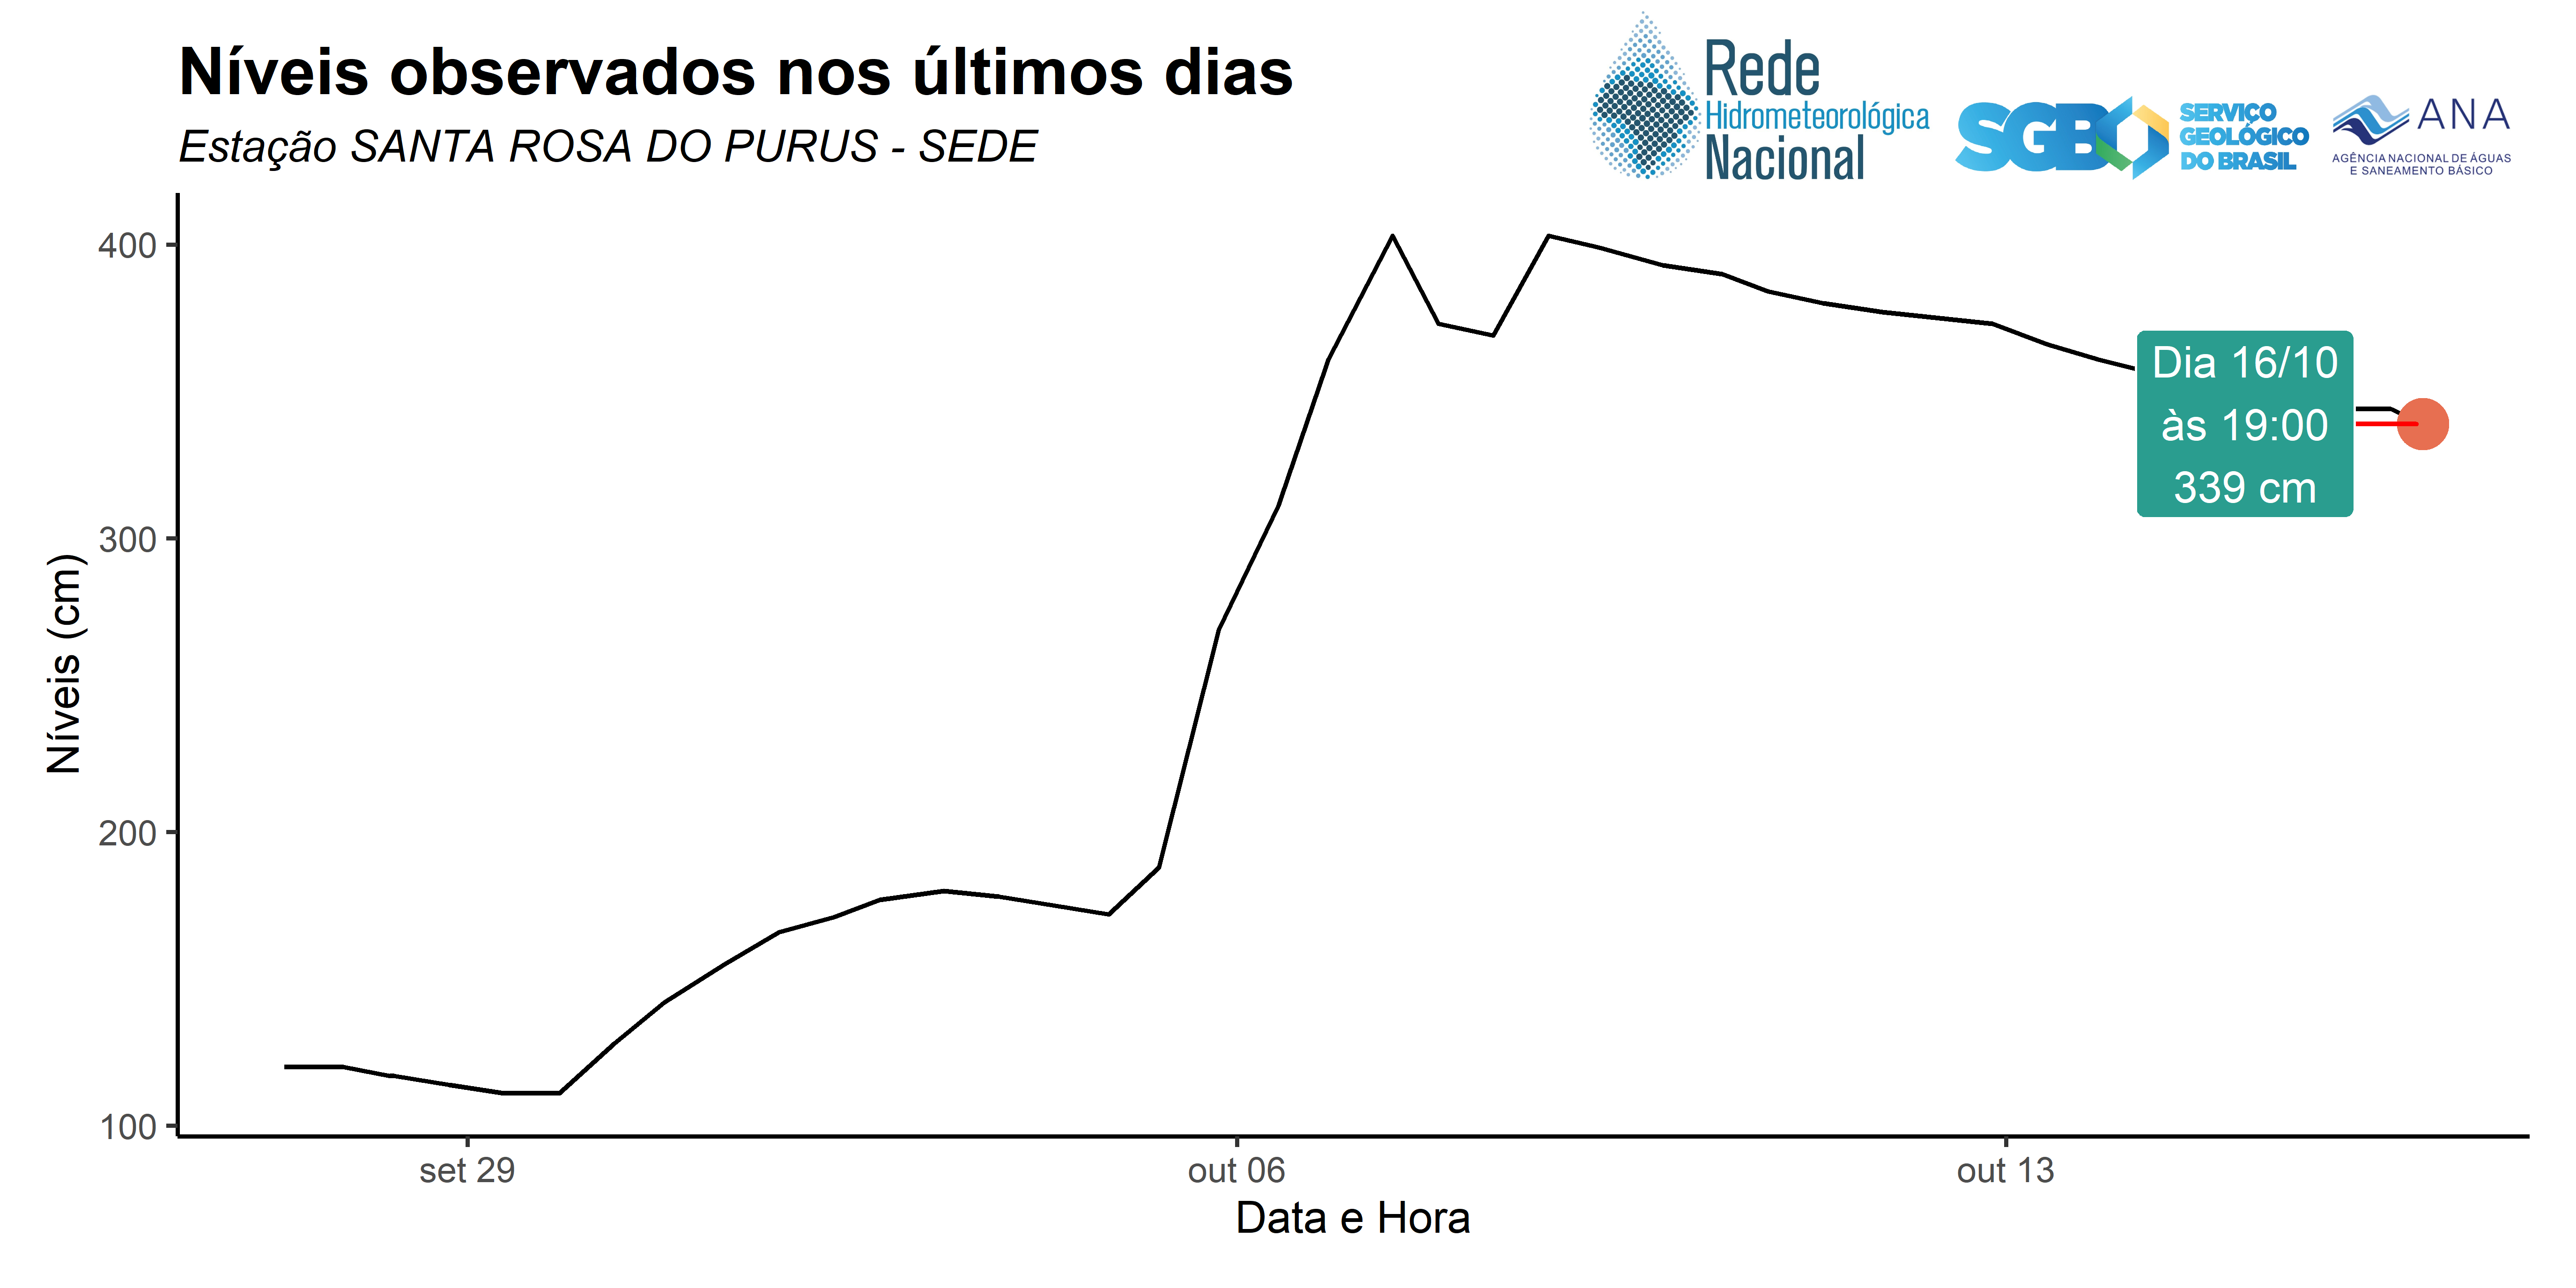 Níveis observados nos últimos dias
Estação SANTA ROSA DO PURUS - SEDE
Rede
Hidrometeorológica
Nacional
SGB
SERVIÇO
GEOLÓGICO
DO BRASIL
ANA
AGÊNCIA NACIONAL DE ÁGUAS
E SANEAMENTO BÁSICO
400
300
200
100
Níveis (cm)
Dia 16/10
às 19:00
339 cm
set 29
out 06
out 13
Data e Hora